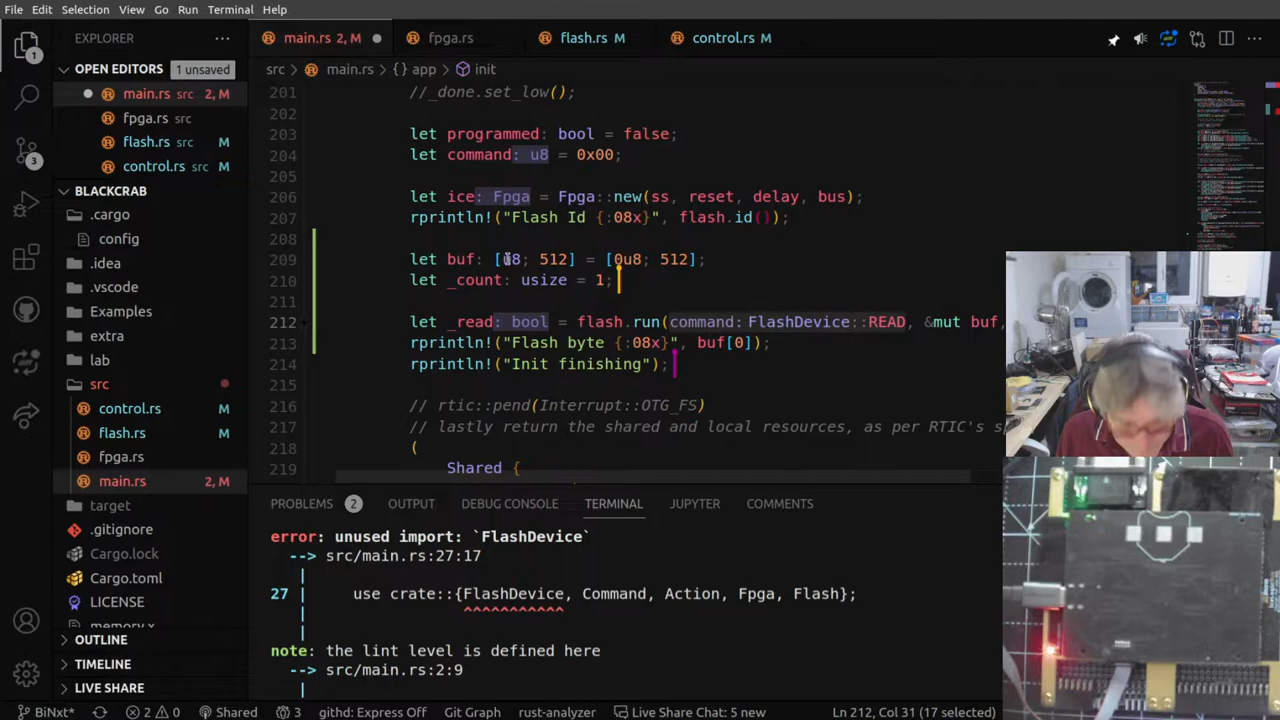 File Edit Selection View Go Run Terminal Help
EXPLORER
main.rs 2, M
fpga.rs
flash.rs M
control.rs M
OPEN EDITORS 1 unsaved
main.rs src 2, M
fpga.rs src
flash.rs src M
control.rs src M
BLACKCRAB
.cargo
config
.idea
.vscode
Examples
extra
lab
src
control.rs M
flash.rs M
fpga.rs
main.rs 2, M
target
.gitignore
Cargo.lock
Cargo.toml
LICENSE
memory.x
OUTLINE
TIMELINE
LIVE SHARE
src > main.rs > {} app > init
201 //_done.set_low();
202
203 let programmed: bool = false;
204 let command: u8 = 0x00;
205
206 let ice: Fpga = Fpga::new(ss, reset, delay, bus);
207 rprintln!("Flash Id {:08x}", flash.id());
208
209 let buf: [u8; 512] = [0u8; 512];
210 let _count: usize = 1;
211
212 let _read: bool = flash.run(command: FlashDevice::READ, &mut buf,
213 rprintln!("Flash byte {:08x}", buf[0]);
214 rprintln!("Init finishing");
215
216 // rtic::pend(Interrupt::OTG_FS)
217 // lastly return the shared and local resources, as per RTIC's s
218 (
219 Shared {
PROBLEMS 2 OUTPUT DEBUG CONSOLE TERMINAL JUPYTER COMMENTS
error: unused import: `FlashDevice`
--> src/main.rs:27:17
|
27 | use crate::{FlashDevice, Command, Action, Fpga, Flash};
| ^^^^^^^^^^^
|
note: the lint level is defined here
--> src/main.rs:2:9
|
BiNxt* 2 0 Shared 3 githd: Express Off Git Graph rust-analyzer Live Share Chat: 5 new Ln 212, Col 31 (17 selected)